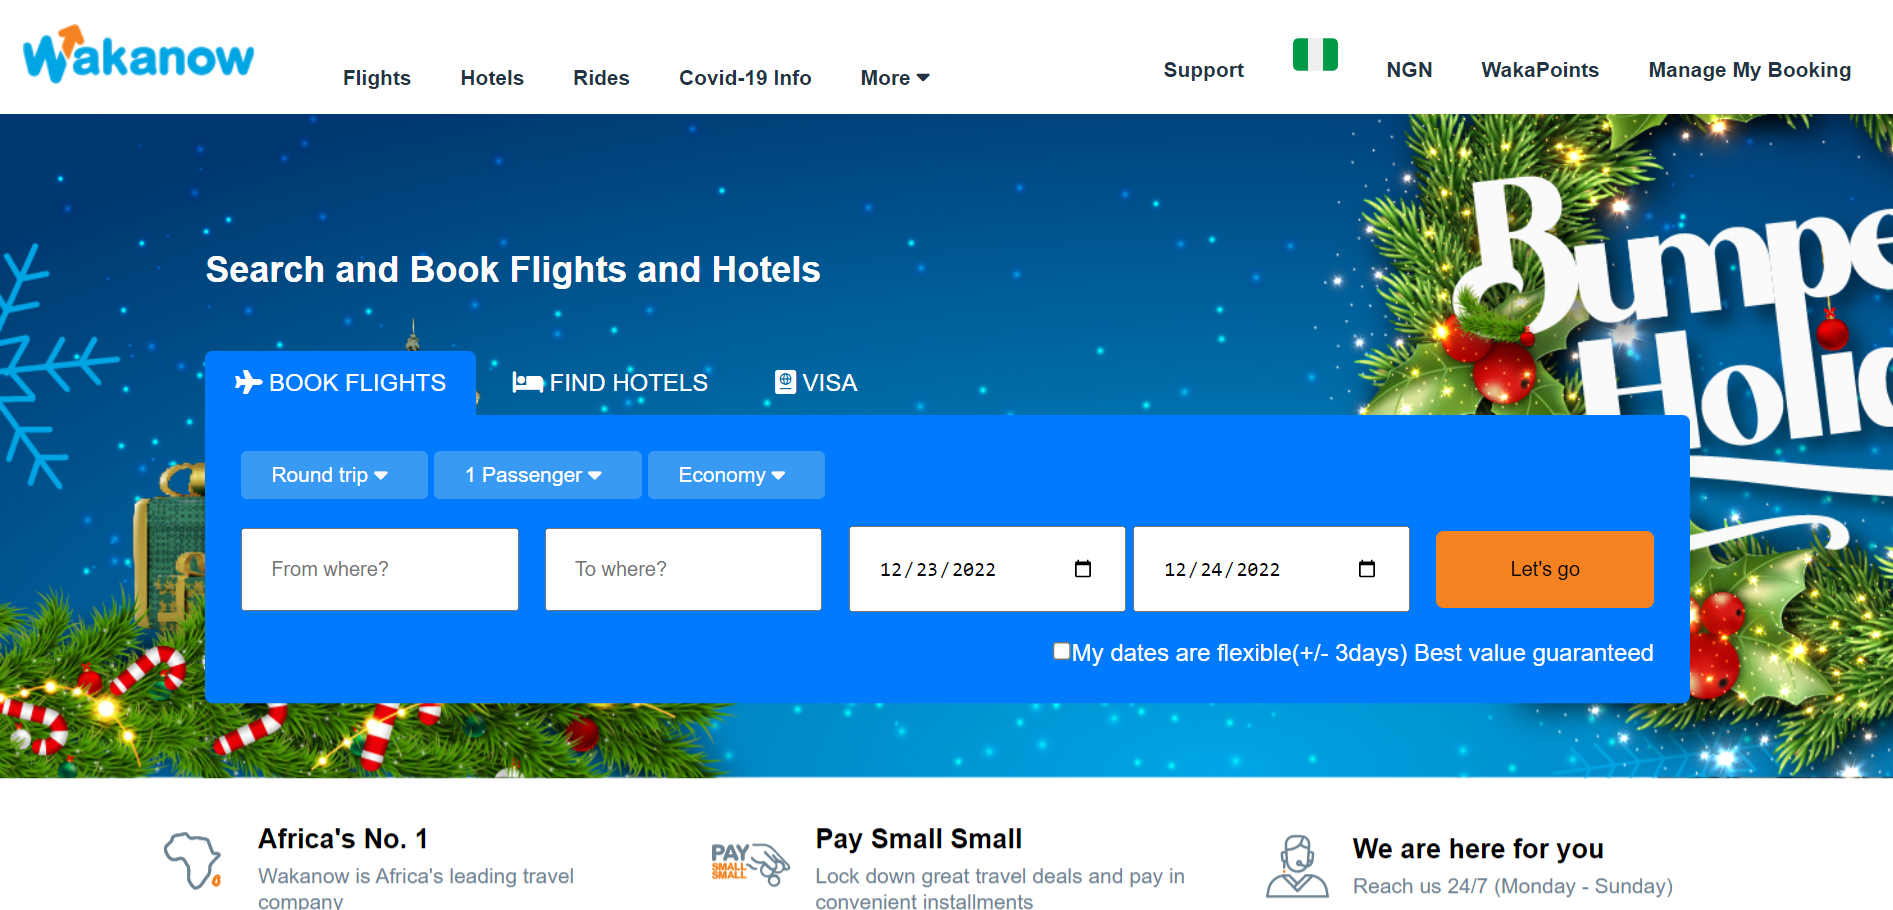 Wakanow
Flights Hotels Rides Covid-19 Info More
Support NGN WakaPoints Manage My Booking
Search and Book Flights and Hotels
Bumpe
Holid
BOOK FLIGHTS FIND HOTELS VISA
Round trip 1 Passenger Economy
From where? To where? 12/23/2022 12/24/2022 Let's go
My dates are flexible(+/- 3days) Best value guaranteed
Africa's No. 1
Wakanow is Africa's leading travel
company
PAY
SMALL
SMALL
Pay Small Small
Lock down great travel deals and pay in
convenient installments
We are here for you
Reach us 24/7 (Monday - Sunday)